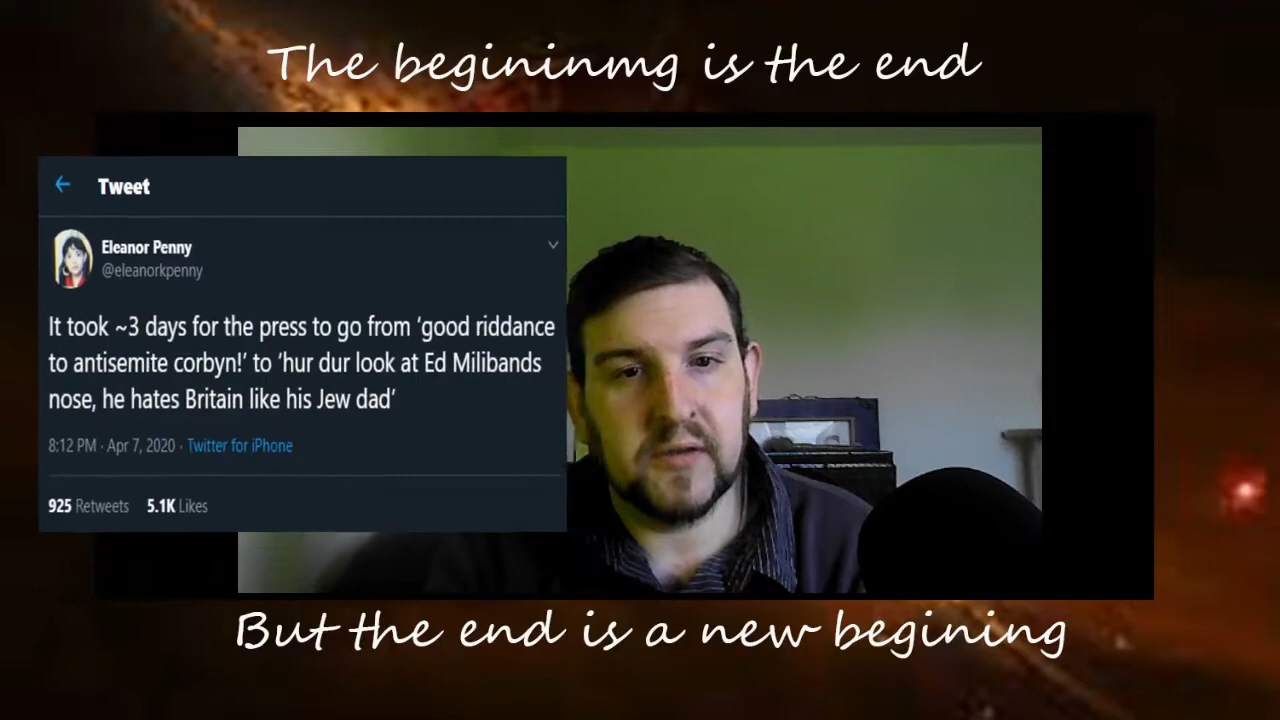 The begininmg is the end
Tweet
Eleanor Penny
@eleanorkpenny
It took ~3 days for the press to go from ‘good riddance
to antisemite corbyn!’ to ‘hur dur look at Ed Milibands
nose, he hates Britain like his Jew dad’
8:12 PM · Apr 7, 2020 · Twitter for iPhone
925 Retweets 5.1K Likes
But the end is a new begining